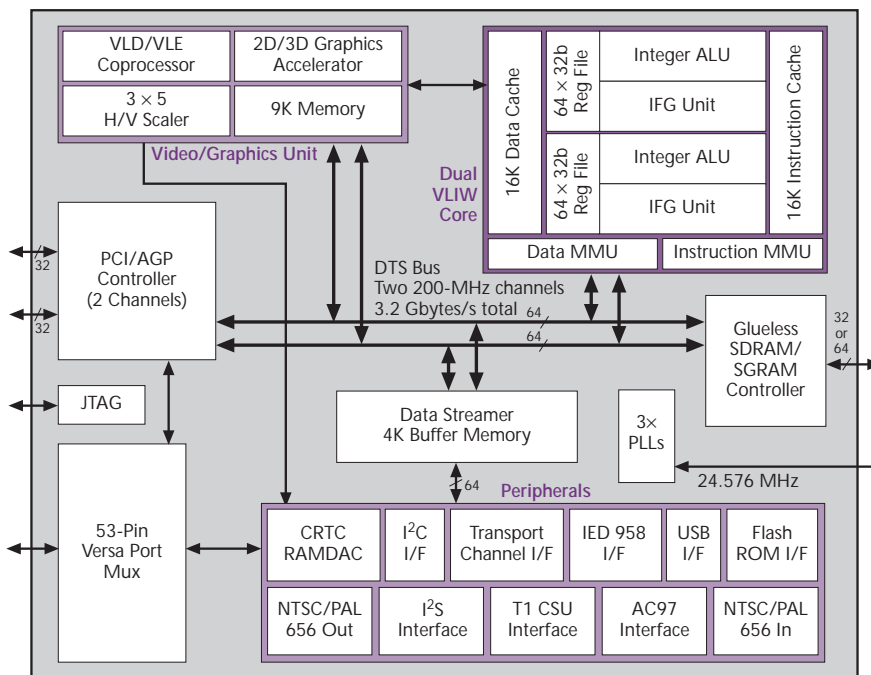 VLD/VLE
Coprocessor
2D/3D Graphics
Accelerator
3 × 5
H/V Scaler
9K Memory
Video/Graphics Unit
Dual
VLIW
Core
16K Data Cache
64 × 32b
Reg File
Integer ALU
IFG Unit
64 × 32b
Reg File
Integer ALU
IFG Unit
16K Instruction Cache
Data MMU
Instruction MMU
32
32
PCI/AGP
Controller
(2 Channels)
DTS Bus
Two 200-MHz channels
3.2 Gbytes/s total
64
64
Glueless
SDRAM/
SGRAM
Controller
32
or
64
JTAG
Data Streamer
4K Buffer Memory
3×
PLLs
24.576 MHz
64
Peripherals
53-Pin
Versa Port
Mux
CRTC
RAMDAC
I²C
I/F
Transport
Channel I/F
IED 958
I/F
USB
I/F
Flash
ROM I/F
NTSC/PAL
656 Out
I²S
Interface
T1 CSU
Interface
AC97
Interface
NTSC/PAL
656 In